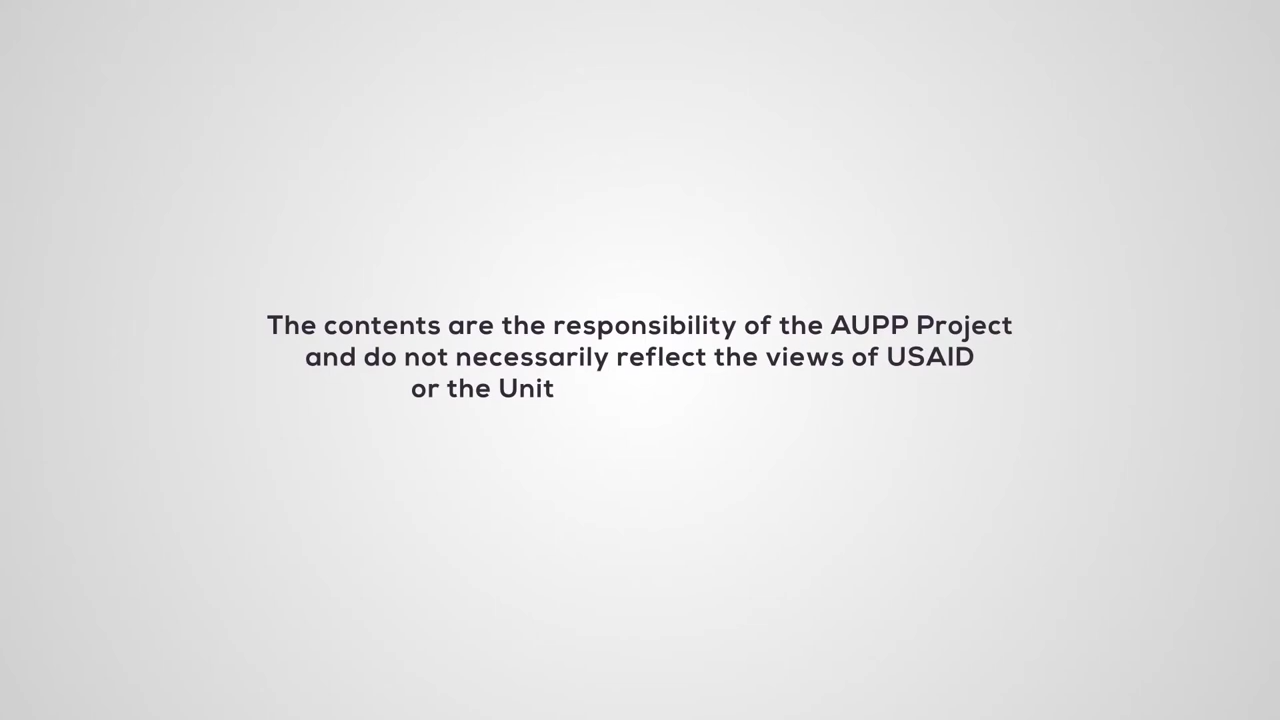 The contents are the responsibility of the AUPP Project
and do not necessarily reflect the views of USAID
or the Unit